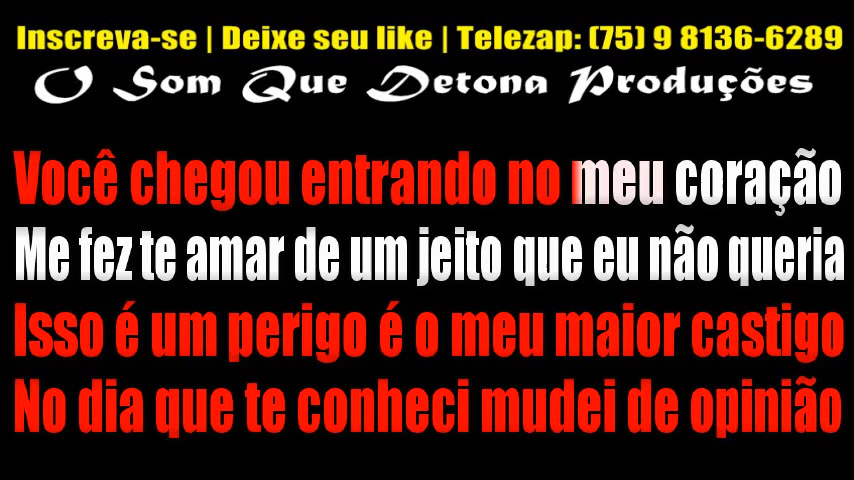 Inscreva-se | Deixe seu like | Telezap: (75) 9 8136-6289
O Som Que Detona Produções
Você chegou entrando no meu coração
Me fez te amar de um jeito que eu não queria
Isso é um perigo é o meu maior castigo
No dia que te conheci mudei de opinião